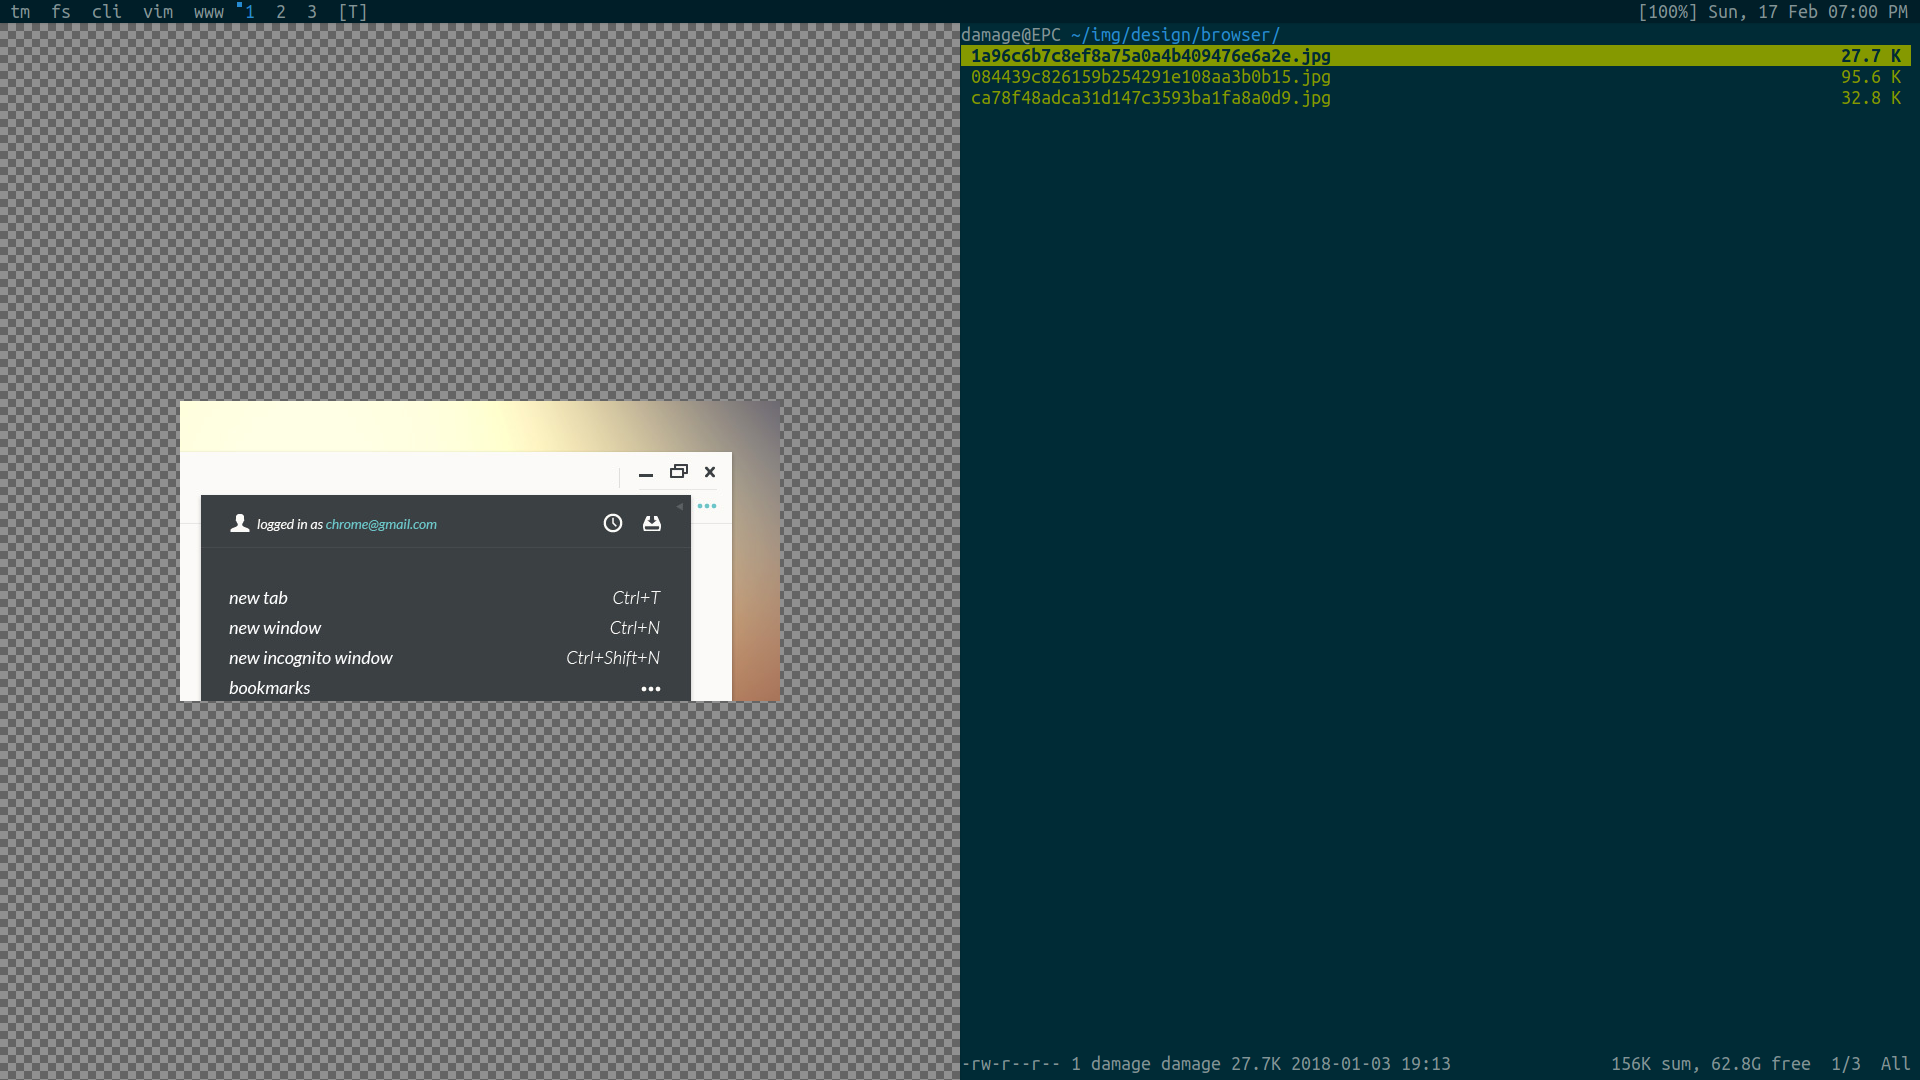 tm fs cli vim www 1 2 3 [T] [100%] Sun, 17 Feb 07:00 PM
logged in as chrome@gmail.com
new tab Ctrl+T
new window Ctrl+N
new incognito window Ctrl+Shift+N
bookmarks •••
damage@EPC ~/img/design/browser/
1a96c6b7c8ef8a75a0a4b409476e6a2e.jpg 27.7 K
084439c826159b254291e108aa3b0b15.jpg 95.6 K
ca78f48adca31d147c3593ba1fa8a0d9.jpg 32.8 K
-rw-r--r-- 1 damage damage 27.7K 2018-01-03 19:13 156K sum, 62.8G free 1/3 All